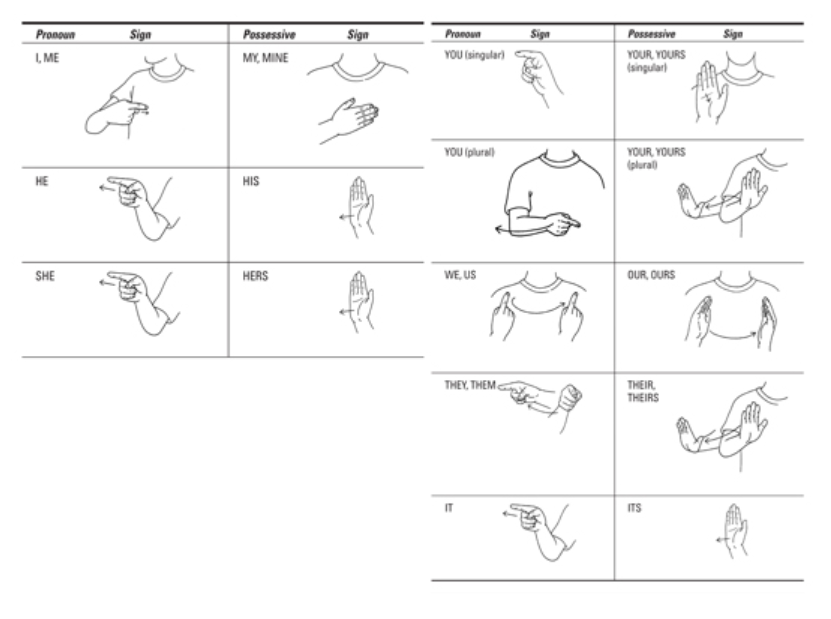 Pronoun Sign Possessive Sign
I, ME MY, MINE
HE HIS
SHE HERS
Pronoun Sign Possessive Sign
YOU (singular) YOUR, YOURS
(singular)
YOU (plural) YOUR, YOURS
(plural)
WE, US OUR, OURS
THEY, THEM THEIR,
THEIRS
IT ITS